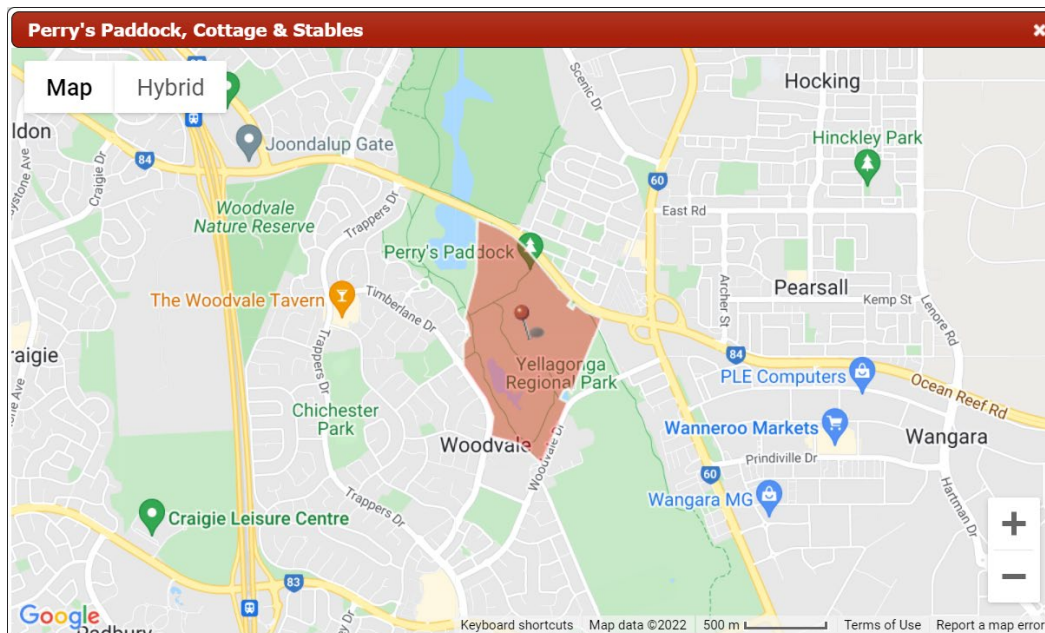 Perry's Paddock, Cottage & Stables
Map
Hybrid
Hocking
Scenic Dr
ldon
Joondalup Gate
Hinckley Park
84
60
Craigie Dr
ystone Ave
Woodvale
Nature Reserve
Trappers Dr
East Rd
Perry's Paddock
Archer St
Pearsall
Kemp St
The Woodvale Tavern
Timberlane Dr
Lenore Rd
raigie
Trappers Dr
Yellagonga
Regional Park
84
PLE Computers
Ocean Reef Rd
Chichester
Park
Woodvale
Woodvale Dr
Wanneroo Markets
Wangara
Prindiville Dr
60
Wangara MG
Hartman Dr
Craigie Leisure Centre
Trappers Dr
83
Google
Padbury
Keyboard shortcuts
Map data ©2022
500 m
Terms of Use
Report a map error